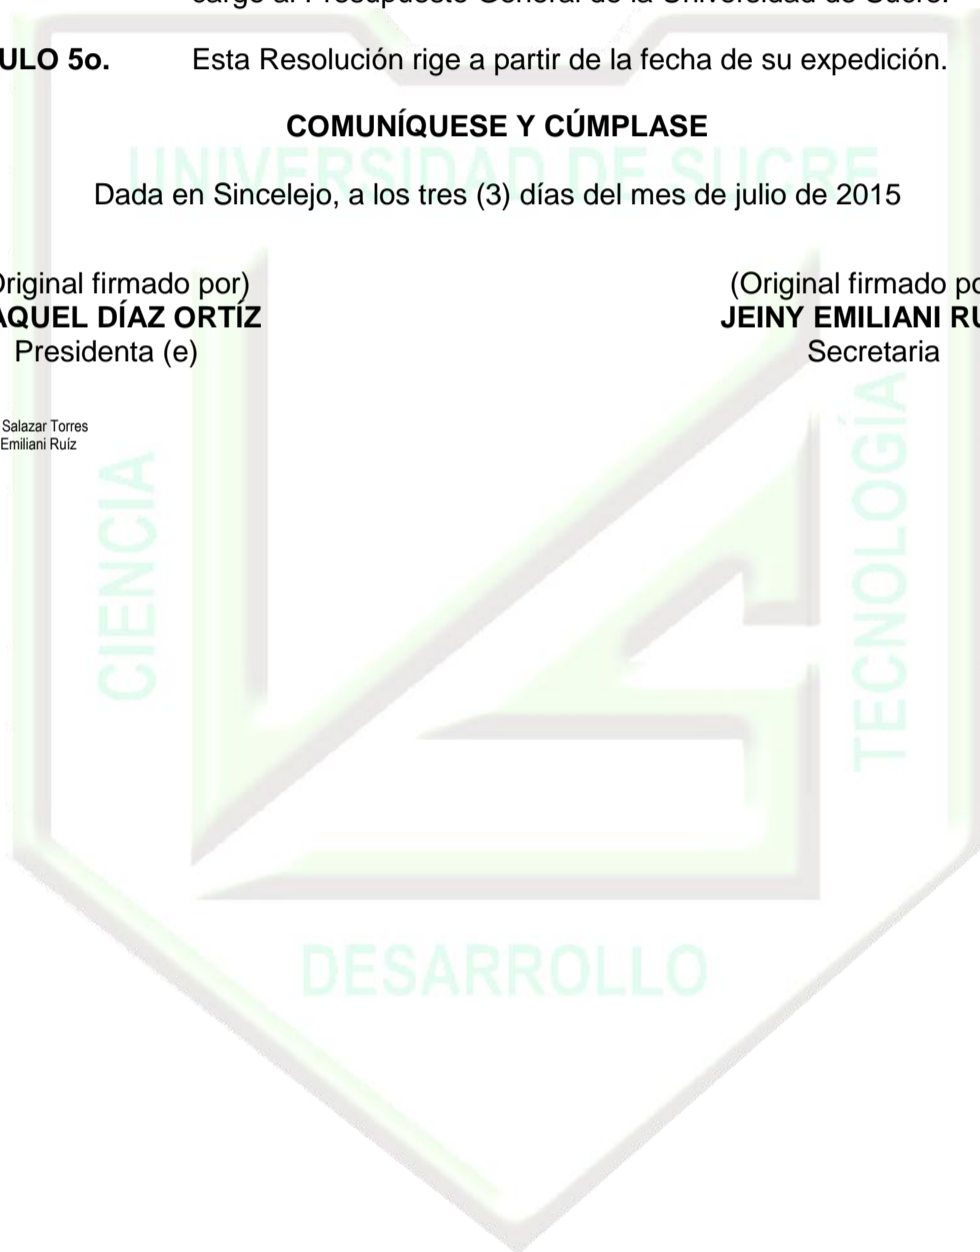 cargo al Presupuesto General de la Universidad de Sucre.
ULO 5o. Esta Resolución rige a partir de la fecha de su expedición.
COMUNÍQUESE Y CÚMPLASE
UNIVERSIDAD DE SUCRE
Dada en Sincelejo, a los tres (3) días del mes de julio de 2015
Original firmado por) (Original firmado po
AQUEL DÍAZ ORTÍZ JEINY EMILIANI RU
Presidenta (e) Secretaria
Salazar Torres
Emiliani Ruíz
CIENCIA
TECNOLOGÍA
DESARROLLO